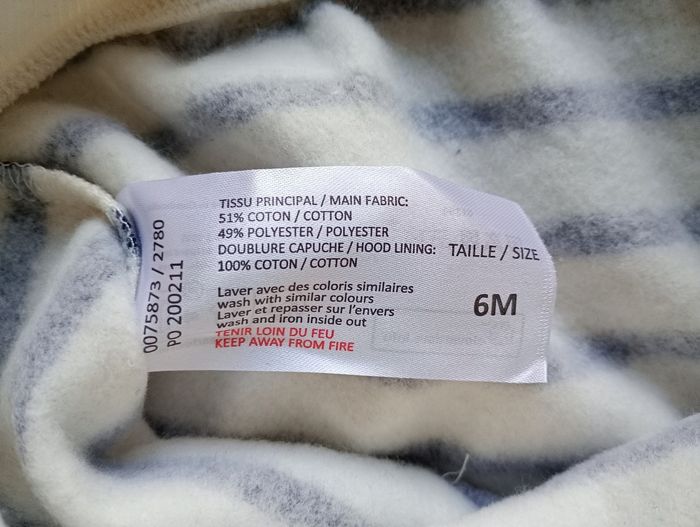 TISSU PRINCIPAL / MAIN FABRIC:
51% COTON / COTTON
49% POLYESTER / POLYESTER
DOUBLURE CAPUCHE / HOOD LINING:
100% COTON / COTTON
TAILLE / SIZE
6M
Laver avec des coloris similaires
wash with similar colours
Laver et repasser sur l'envers
wash and iron inside out
TENIR LOIN DU FEU
KEEP AWAY FROM FIRE
0075873 / 2780
PO 200211